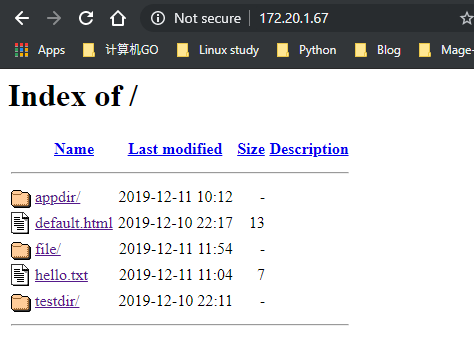 Not secure | 172.20.1.67
Apps 计算机GO Linux study Python Blog Mage-
Index of /
Name Last modified Size Description
appdir/ 2019-12-11 10:12 -
default.html 2019-12-10 22:17 13
file/ 2019-12-11 11:54 -
hello.txt 2019-12-11 11:04 7
testdir/ 2019-12-10 22:11 -